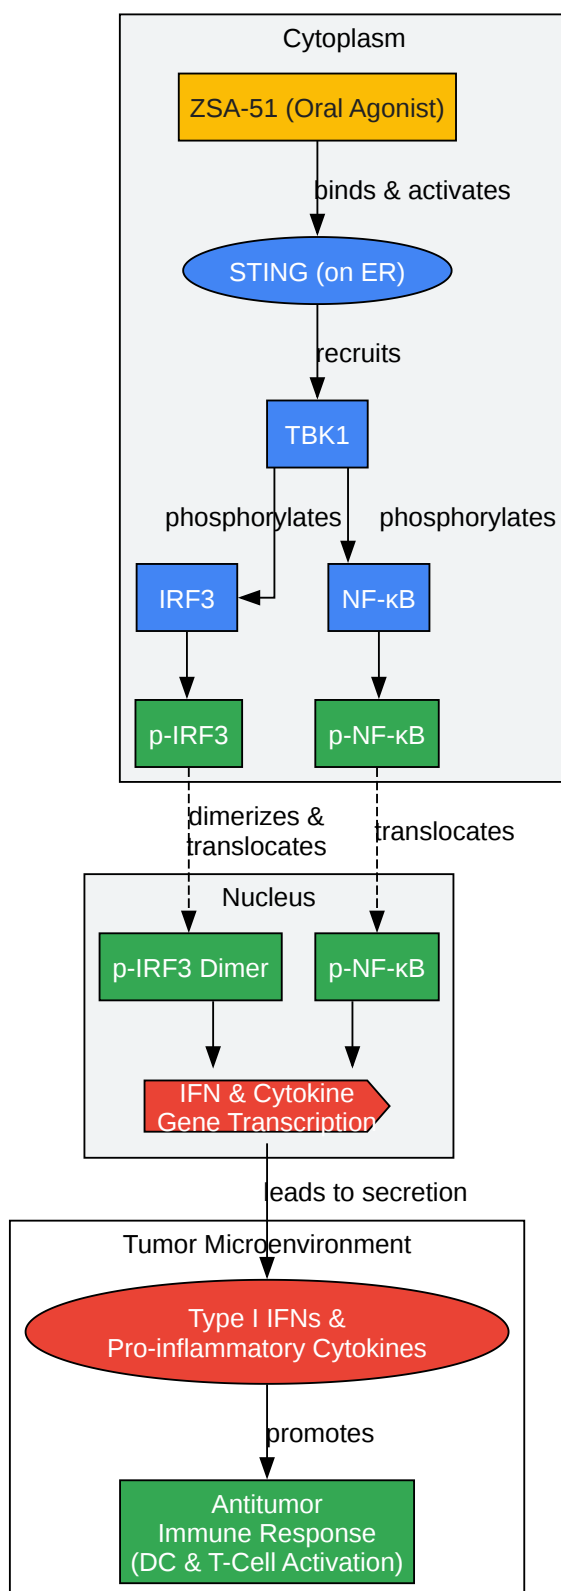 Cytoplasm
ZSA-51 (Oral Agonist)
binds & activates
STING (on ER)
recruits
TBK1
phosphorylates
phosphorylates
IRF3
NF-κB
p-IRF3
p-NF-κB
dimerizes &
translocates
translocates
Nucleus
p-IRF3 Dimer
p-NF-κB
IFN & Cytokine
Gene Transcription
leads to secretion
Tumor Microenvironment
Type I IFNs &
Pro-inflammatory Cytokines
promotes
Antitumor
Immune Response
(DC & T-Cell Activation)